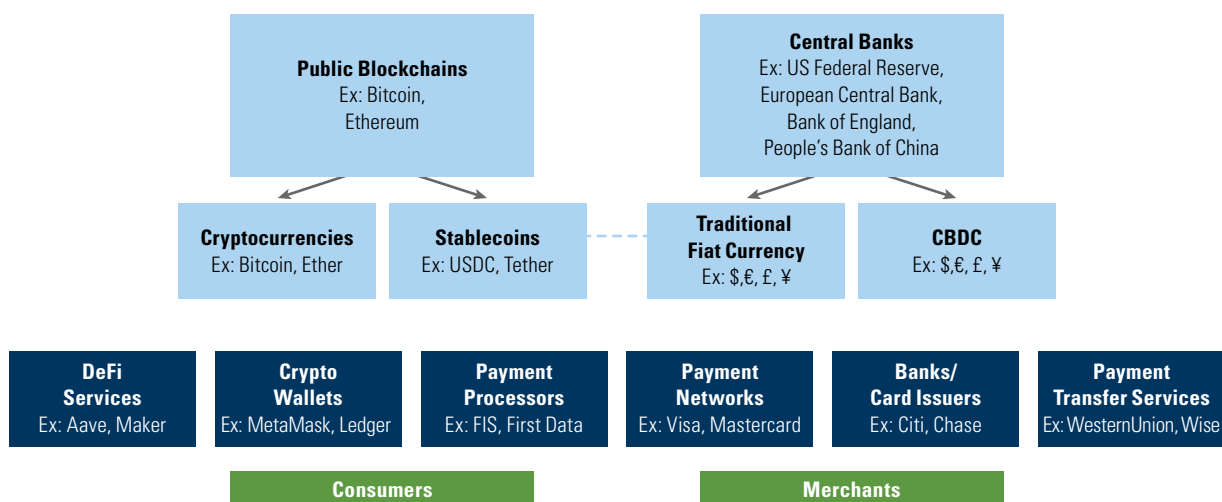 Public Blockchains
Ex: Bitcoin,
Ethereum
Central Banks
Ex: US Federal Reserve,
European Central Bank,
Bank of England,
People’s Bank of China
Cryptocurrencies
Ex: Bitcoin, Ether
Stablecoins
Ex: USDC, Tether
Traditional
Fiat Currency
Ex: $,€, £, ¥
CBDC
Ex: $,€, £, ¥
DeFi
Services
Ex: Aave, Maker
Crypto
Wallets
Ex: MetaMask, Ledger
Payment
Processors
Ex: FIS, First Data
Payment
Networks
Ex: Visa, Mastercard
Banks/
Card Issuers
Ex: Citi, Chase
Payment
Transfer Services
Ex: WesternUnion, Wise
Consumers
Merchants